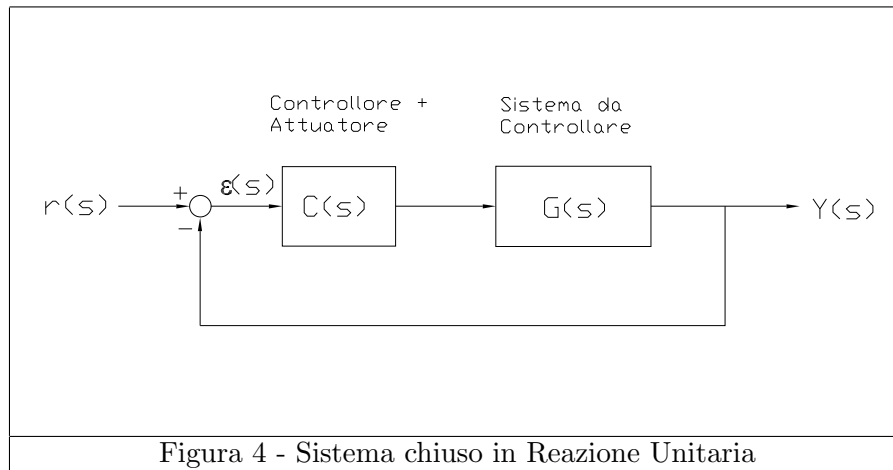 Controllore +
Attuatore
Sistema da
Controllare
r(s)
+
-
ε(s)
C(s)
G(s)
Y(s)
Figura 4 - Sistema chiuso in Reazione Unitaria